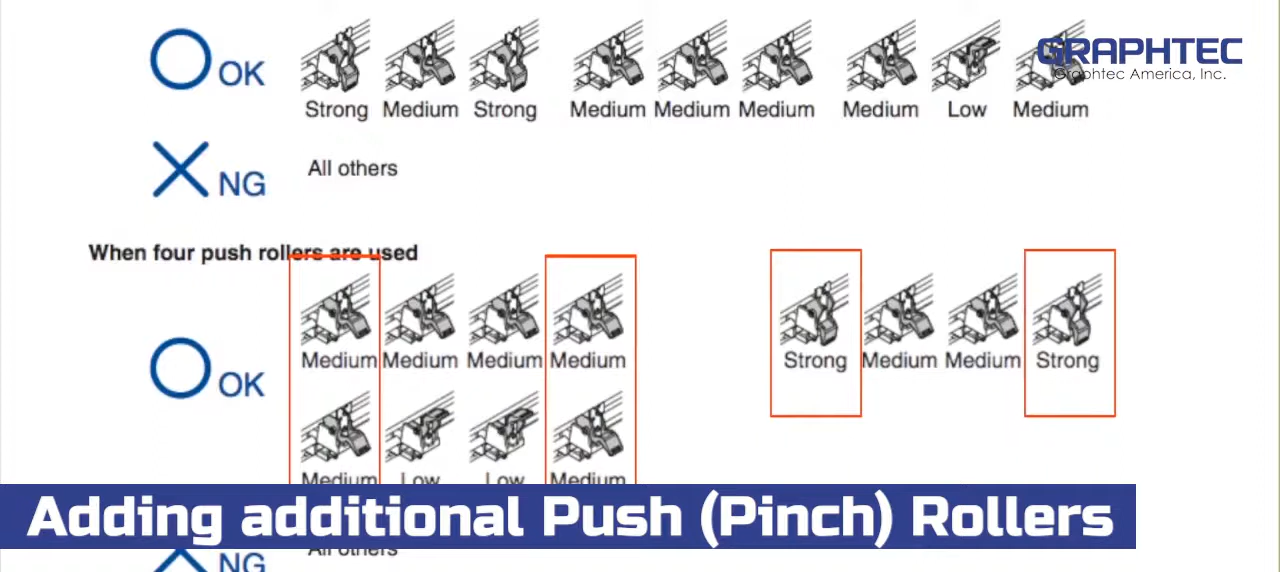 GRAPHTEC
Graphtec America, Inc.
OK
Strong Medium Strong Medium Medium Medium Medium Low Medium
NG All others
When four push rollers are used
OK
Medium Medium Medium Medium Strong Medium Medium Strong
Medium Low Low Medium
Adding additional Push (Pinch) Rollers
NG All others